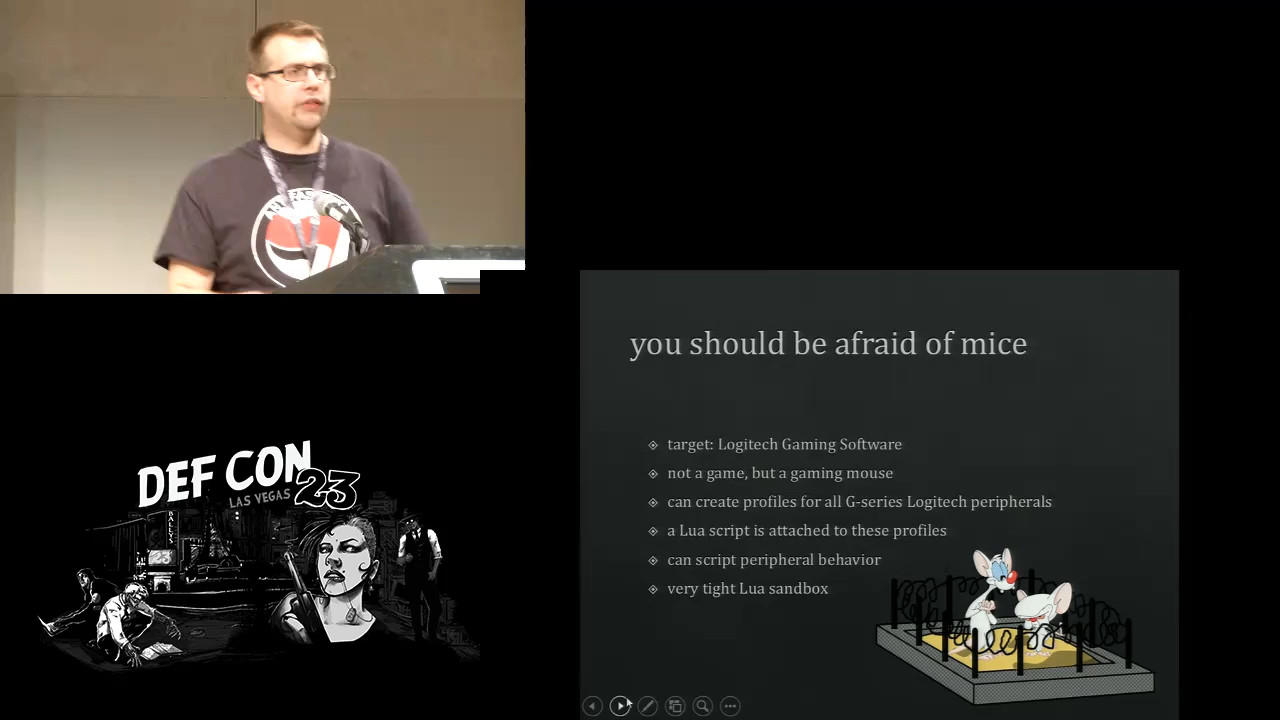 DEF CON
LAS VEGAS 23
BALLYS
you should be afraid of mice
target: Logitech Gaming Software
not a game, but a gaming mouse
can create profiles for all G-series Logitech peripherals
a Lua script is attached to these profiles
can script peripheral behavior
very tight Lua sandbox